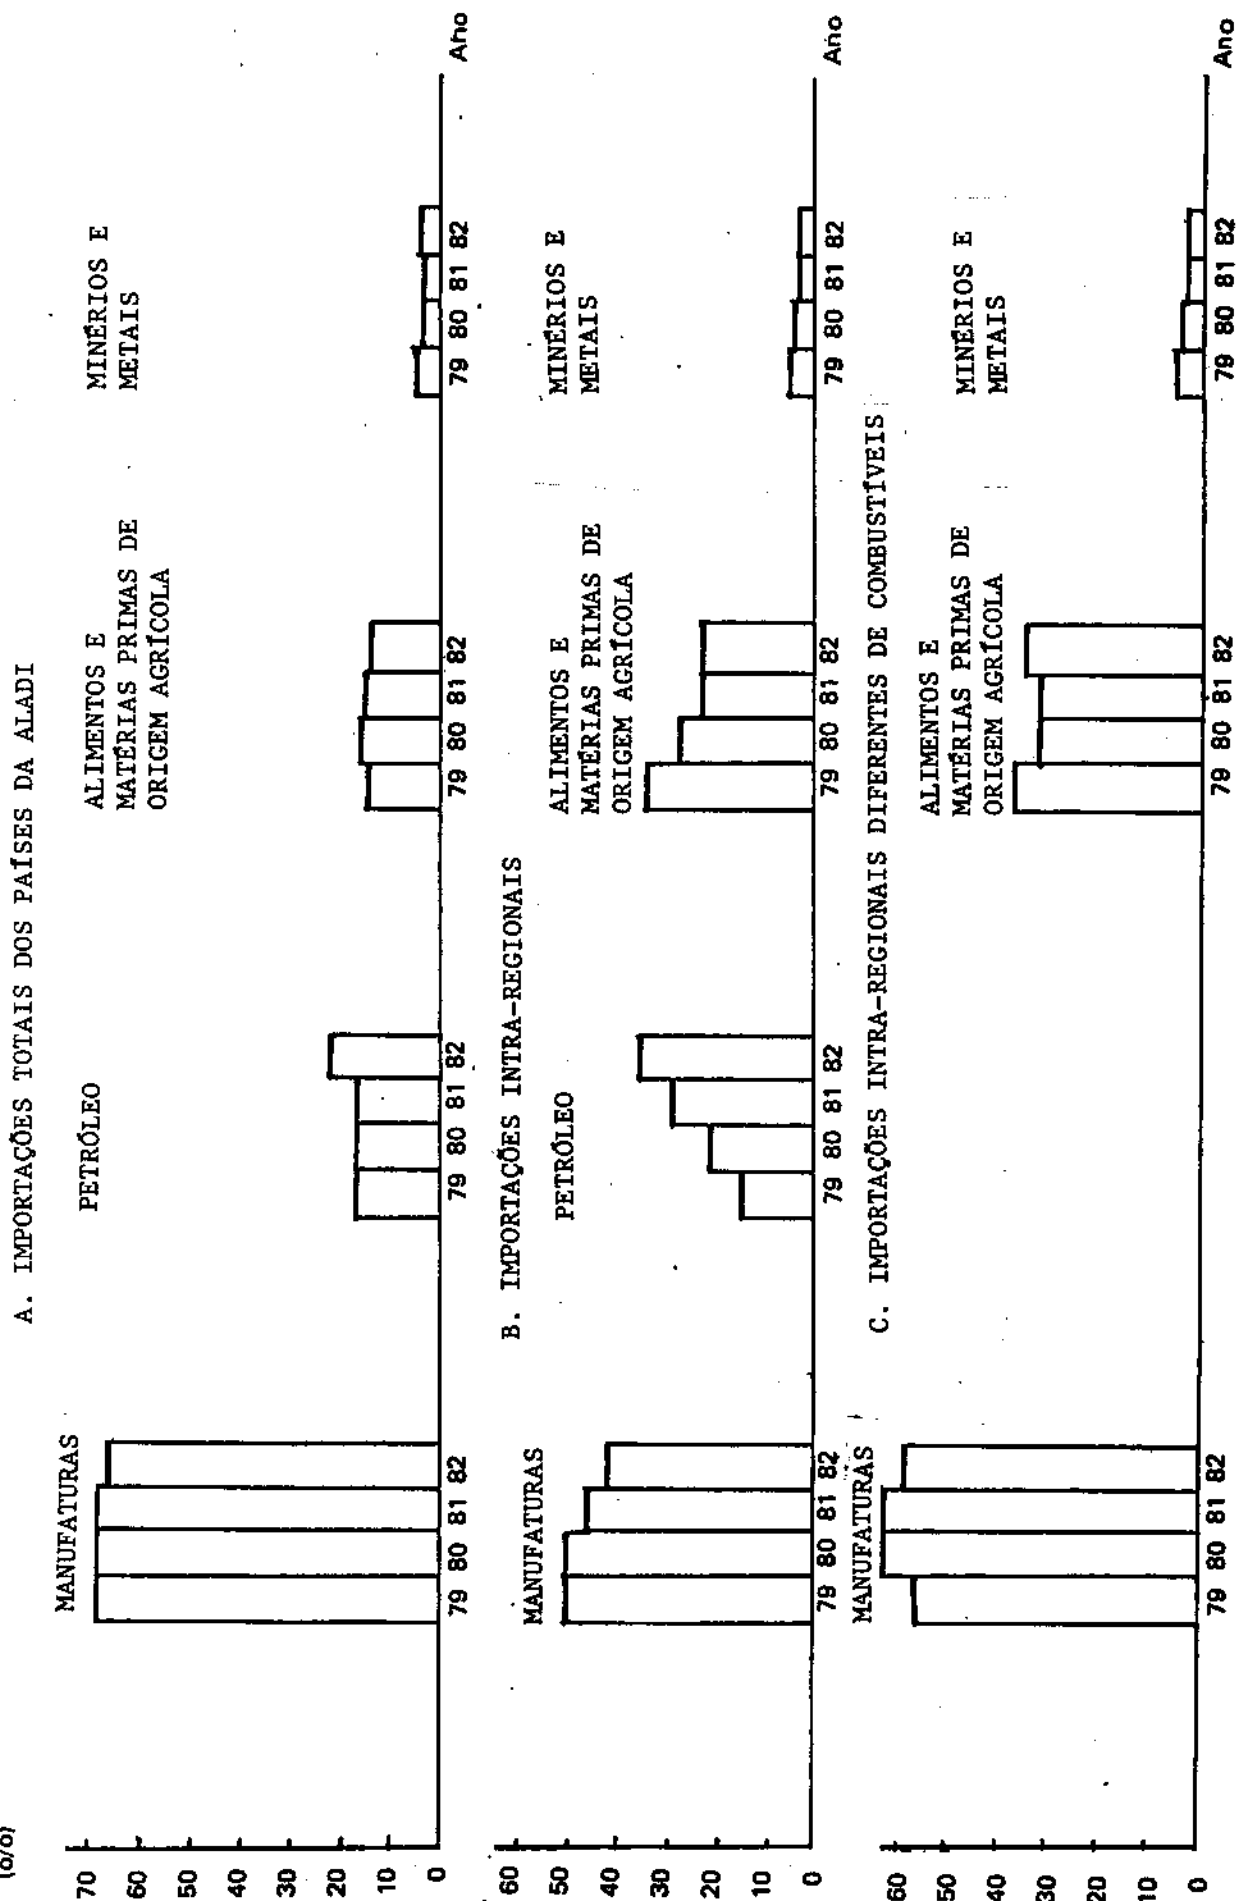 (o/o)
A. IMPORTAÇÕES TOTAIS DOS PAÍSES DA ALADI
MANUFATURAS
PETRÓLEO
ALIMENTOS E
MATÉRIAS PRIMAS DE
ORIGEM AGRÍCOLA
MINÉRIOS E
METAIS
70
60
50
40
30
20
10
0
79 80 81 82
79 80 81 82
79 80 81 82
79 80 81 82
Ano
B. IMPORTAÇÕES INTRA-REGIONAIS
MANUFATURAS
PETRÓLEO
ALIMENTOS E
MATÉRIAS PRIMAS DE
ORIGEM AGRÍCOLA
MINÉRIOS E
METAIS
60
50
40
30
20
10
0
79 80 81 82
79 80 81 82
79 80 81 82
79 80 81 82
Ano
C. IMPORTAÇÕES INTRA-REGIONAIS DIFERENTES DE COMBUSTÍVEIS
MANUFATURAS
ALIMENTOS E
MATÉRIAS PRIMAS DE
ORIGEM AGRÍCOLA
MINÉRIOS E
METAIS
60
50
40
30
20
10
0
79 80 81 82
79 80 81 82
79 80 81 82
Ano